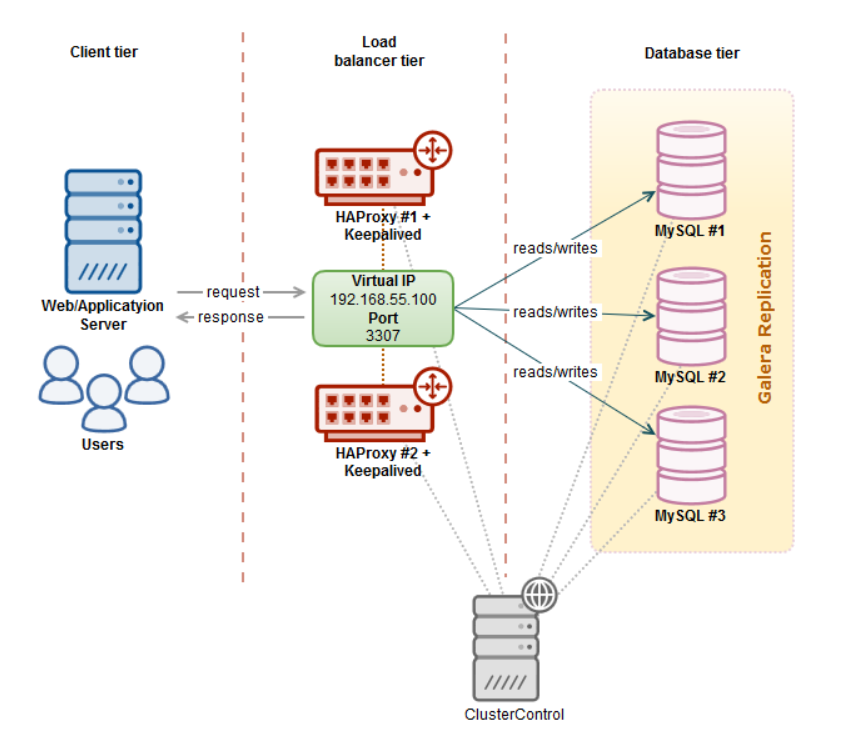 Client tier
Load
balancer tier
Database tier
HAProxy #1 +
Keepalived
MySQL #1
reads/writes
Virtual IP
192.168.55.100
Port
3307
request
response
Web/Applicatyion
Server
reads/writes
MySQL #2
Galera Replication
reads/writes
Users
HAProxy #2 +
Keepalived
MySQL #3
ClusterControl